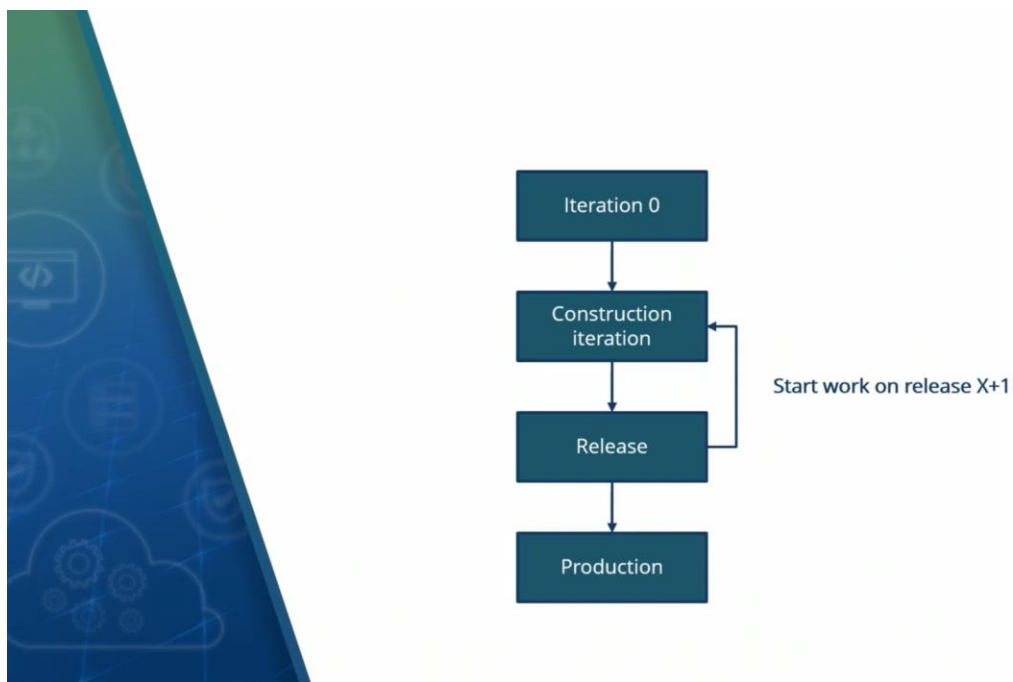 Iteration 0
Construction
iteration
Start work on release X+1
Release
Production